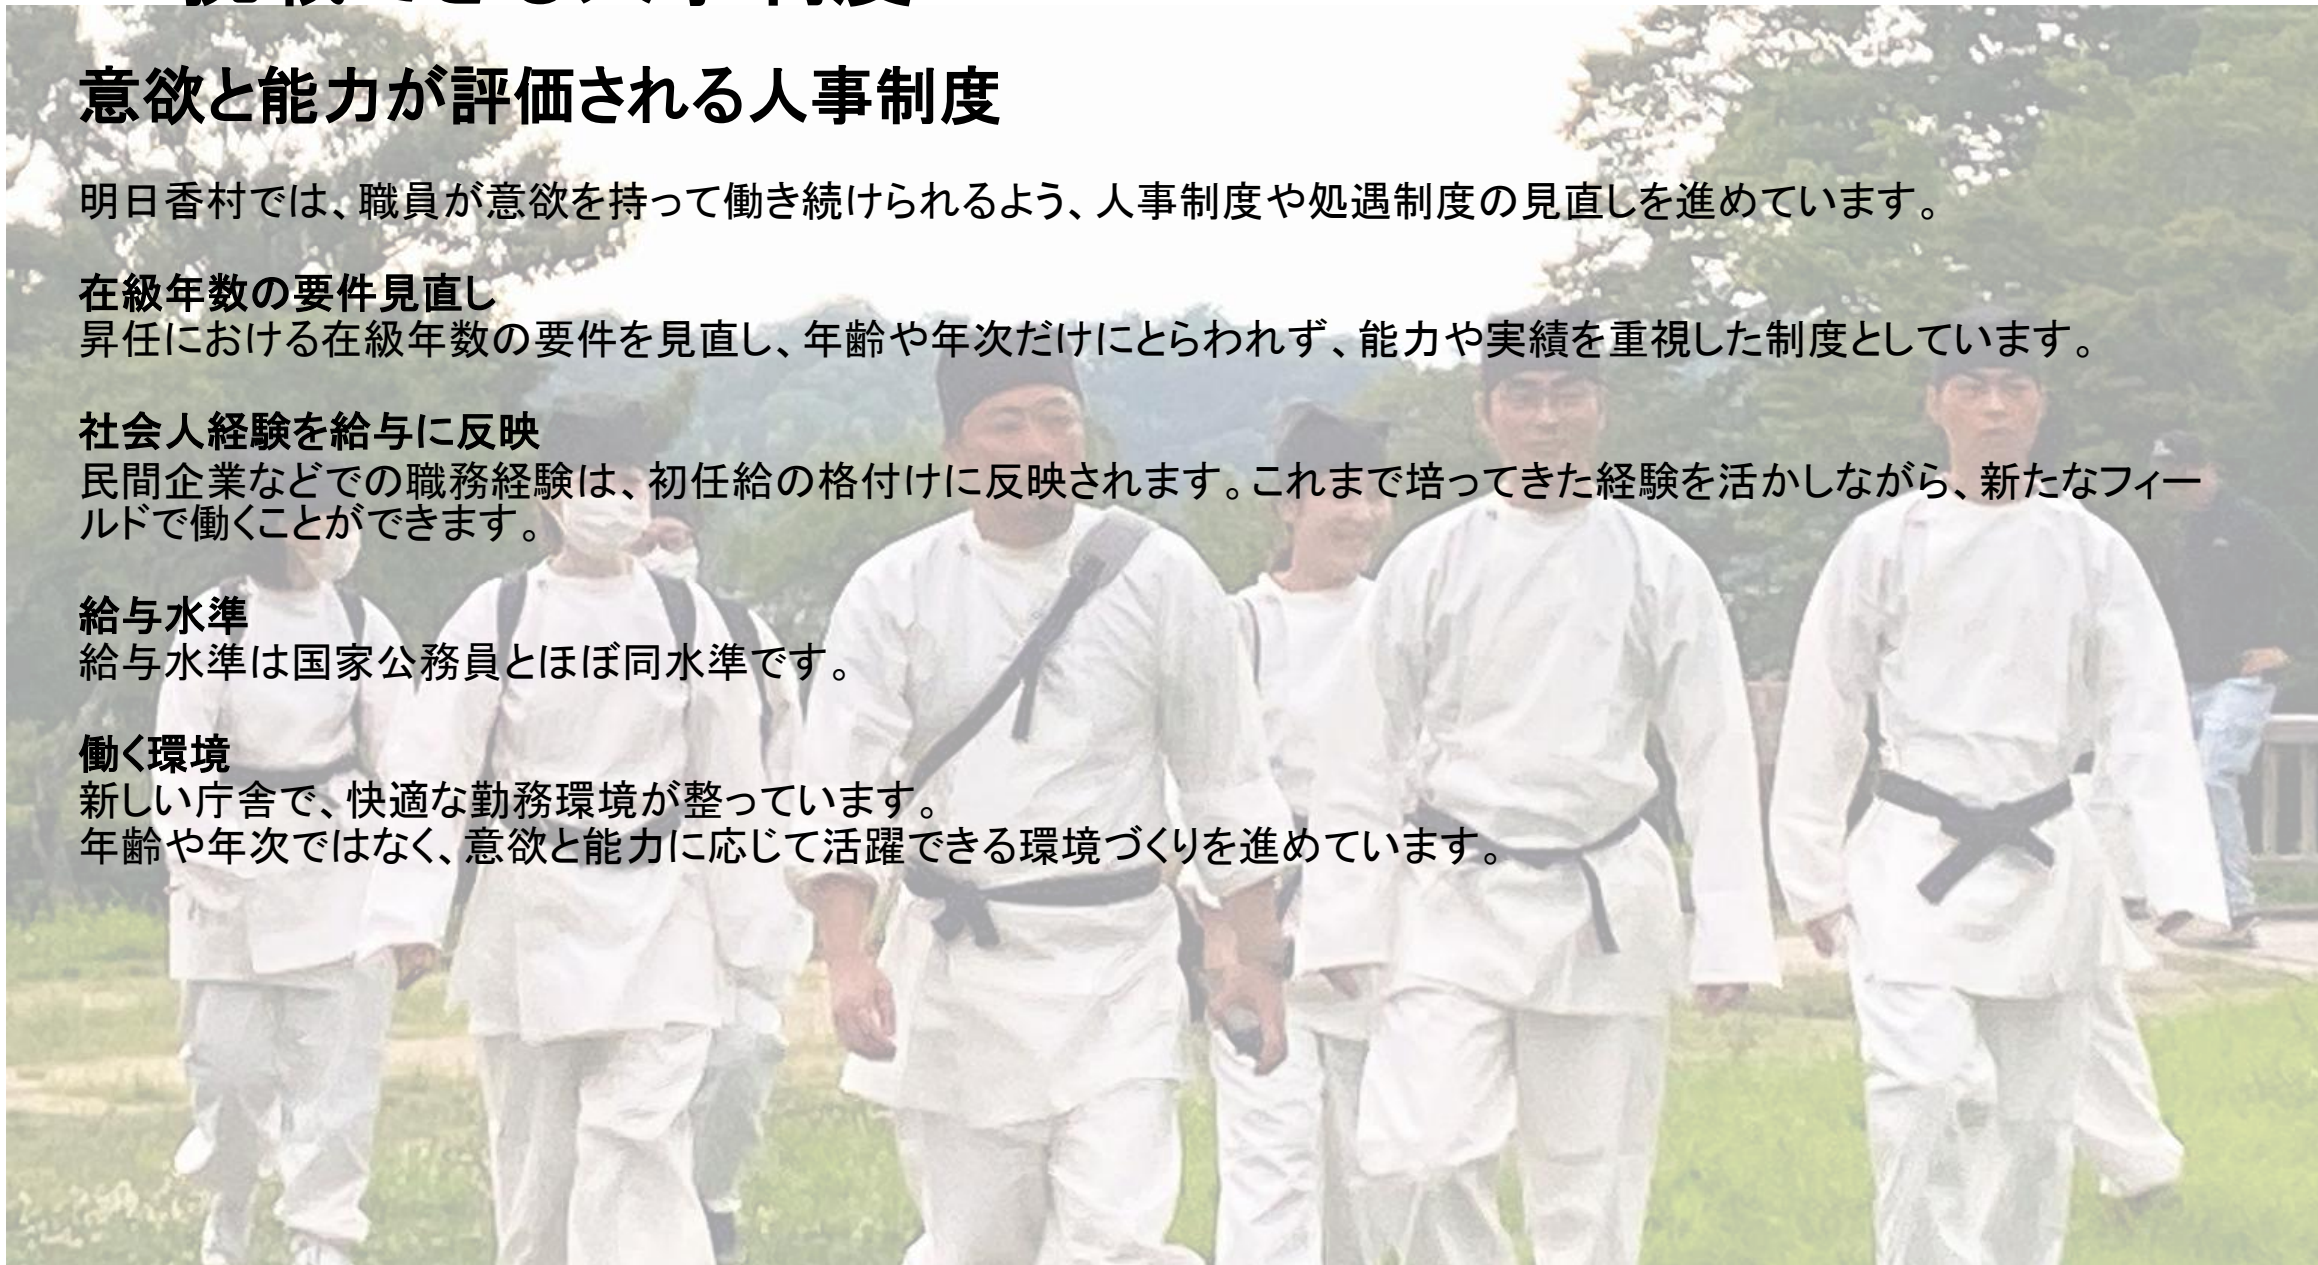 意欲と能力が評価される人事制度
明日香村では、職員が意欲を持って働き続けられるよう、人事制度や処遇制度の見直しを進めています。
在級年数の要件見直し
昇任における在級年数の要件を見直し、年齢や年次だけにとらわれず、能力や実績を重視した制度としています。
社会人経験を給与に反映
民間企業などでの職務経験は、初任給の格付けに反映されます。これまで培ってきた経験を活かしながら、新たなフィー
ルドで働くことができます。
給与水準
給与水準は国家公務員とほぼ同水準です。
働く環境
新しい庁舎で、快適な勤務環境が整っています。
年齢や年次ではなく、意欲と能力に応じて活躍できる環境づくりを進めています。